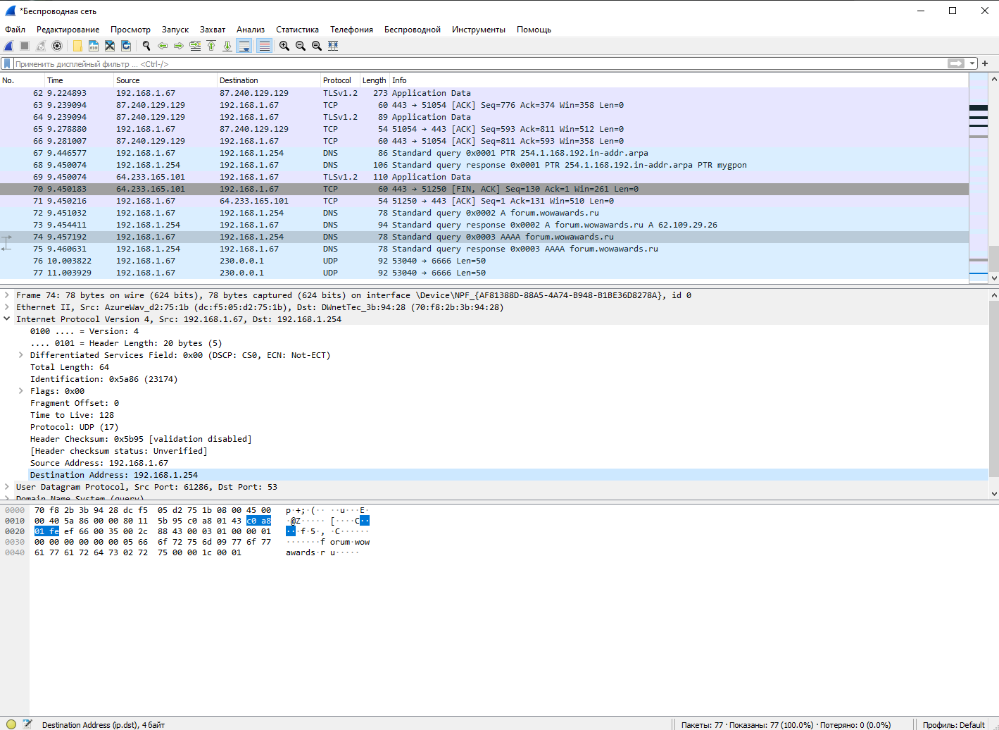 *Беспроводная сеть
Файл Редактирование Просмотр Запуск Захват Анализ Статистика Телефония Беспроводной Инструменты Помощь
Применить дисплейный фильтр ... <Ctrl-/>
No. Time Source Destination Protocol Length Info
62 9.224893 192.168.1.67 87.240.129.129 TLSv1.2 273 Application Data
63 9.239094 87.240.129.129 192.168.1.67 TCP 60 443 → 51054 [ACK] Seq=776 Ack=374 Win=358 Len=0
64 9.239094 87.240.129.129 192.168.1.67 TLSv1.2 89 Application Data
65 9.278880 192.168.1.67 87.240.129.129 TCP 54 51054 → 443 [ACK] Seq=593 Ack=811 Win=512 Len=0
66 9.281007 87.240.129.129 192.168.1.67 TCP 60 443 → 51054 [ACK] Seq=811 Ack=593 Win=358 Len=0
67 9.446577 192.168.1.67 192.168.1.254 DNS 86 Standard query 0x0001 PTR 254.1.168.192.in-addr.arpa
68 9.450074 192.168.1.254 192.168.1.67 DNS 106 Standard query response 0x0001 PTR 254.1.168.192.in-addr.arpa PTR mygpon
69 9.450074 64.233.165.101 192.168.1.67 TLSv1.2 110 Application Data
70 9.450183 64.233.165.101 192.168.1.67 TCP 60 443 → 51250 [FIN, ACK] Seq=130 Ack=1 Win=261 Len=0
71 9.450216 192.168.1.67 64.233.165.101 TCP 54 51250 → 443 [ACK] Seq=1 Ack=131 Win=510 Len=0
72 9.451032 192.168.1.67 192.168.1.254 DNS 78 Standard query 0x0002 A forum.wowawards.ru
73 9.454411 192.168.1.254 192.168.1.67 DNS 94 Standard query response 0x0002 A forum.wowawards.ru A 62.109.29.26
74 9.457192 192.168.1.67 192.168.1.254 DNS 78 Standard query 0x0003 AAAA forum.wowawards.ru
75 9.460631 192.168.1.254 192.168.1.67 DNS 78 Standard query response 0x0003 AAAA forum.wowawards.ru
76 10.003822 192.168.1.67 230.0.0.1 UDP 92 53040 → 6666 Len=50
77 11.003929 192.168.1.67 230.0.0.1 UDP 92 53040 → 6666 Len=50
Frame 74: 78 bytes on wire (624 bits), 78 bytes captured (624 bits) on interface \Device\NPF_{AF81388D-88A5-4A74-B948-B1BE36D8278A}, id 0
Ethernet II, Src: AzureWav_d2:75:1b (dc:f5:05:d2:75:1b), Dst: DWnetTec_3b:94:28 (70:f8:2b:3b:94:28)
Internet Protocol Version 4, Src: 192.168.1.67, Dst: 192.168.1.254
0100 .... = Version: 4
.... 0101 = Header Length: 20 bytes (5)
Differentiated Services Field: 0x00 (DSCP: CS0, ECN: Not-ECT)
Total Length: 64
Identification: 0x5a86 (23174)
Flags: 0x00
Fragment Offset: 0
Time to Live: 128
Protocol: UDP (17)
Header Checksum: 0x5b95 [validation disabled]
[Header checksum status: Unverified]
Source Address: 192.168.1.67
Destination Address: 192.168.1.254
User Datagram Protocol, Src Port: 61286, Dst Port: 53
Domain Name System (query)
0000 70 f8 2b 3b 94 28 dc f5 05 d2 75 1b 08 00 45 00 p·+;·(·· ··u···E·
0010 00 40 5a 86 00 00 80 11 5b 95 c0 a8 01 43 c0 a8 ·@Z····· [····C··
0020 01 fe ef 66 00 35 00 2c 88 43 00 03 01 00 00 01 ···f·5·, ·C······
0030 00 00 00 00 00 00 05 66 6f 72 75 6d 09 77 6f 77 ·······f orum·wow
0040 61 77 61 72 64 73 02 72 75 00 00 1c 00 01 awards·r u·····
Destination Address (ip.dst), 4 байт
Пакеты: 77 · Показаны: 77 (100.0%) · Потеряно: 0 (0.0%)
Профиль: Default